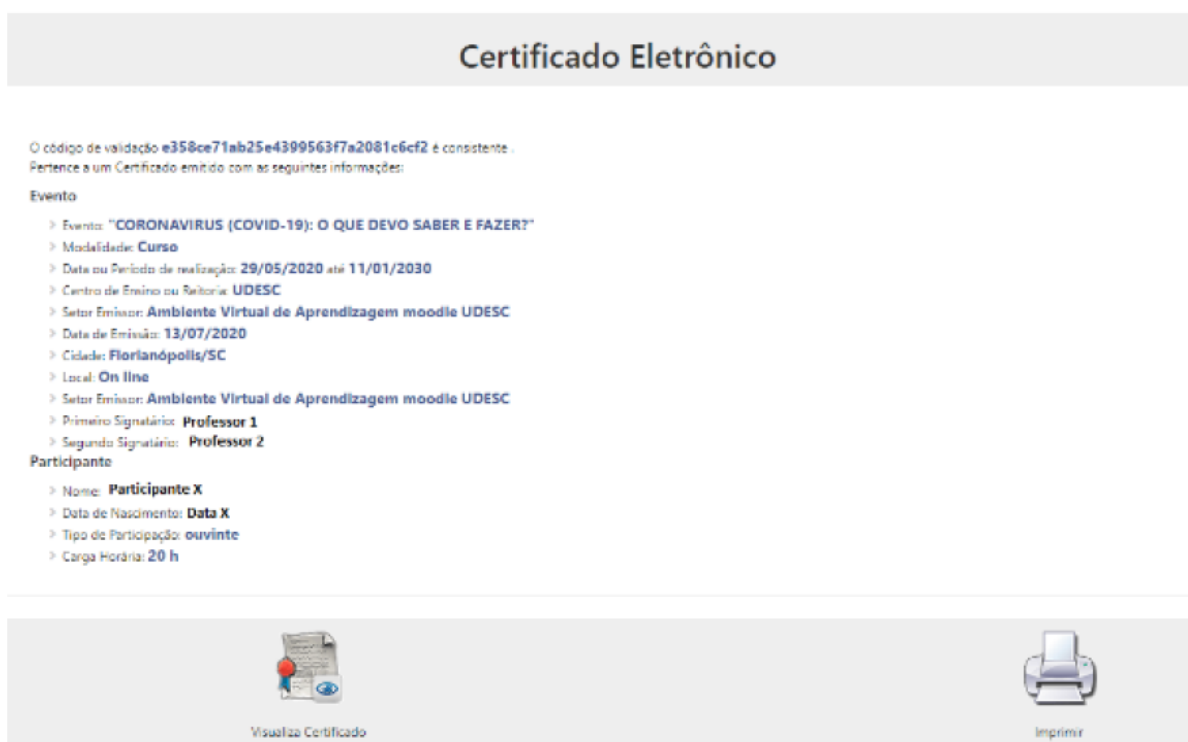 Certificado Eletrônico
O código de validação e358ce71ab25e4399563f7a2081c6cf2 é consistente .
Pertence a um Certificado emitido com as seguintes informações:
Evento
> Evento: "CORONAVIRUS (COVID-19): O QUE DEVO SABER E FAZER?"
> Modalidade: Curso
> Data ou Período de realização: 29/05/2020 até 11/01/2030
> Centro de Ensino ou Reitoria: UDESC
> Setor Emissor: Ambiente Virtual de Aprendizagem moodle UDESC
> Data de Emissão: 13/07/2020
> Cidade: Florianópolis/SC
> Local: On line
> Setor Emissor: Ambiente Virtual de Aprendizagem moodle UDESC
> Primeiro Signatário: Professor 1
> Segundo Signatário: Professor 2
Participante
> Nome: Participante X
> Data de Nascimento: Data X
> Tipo de Participação: ouvinte
> Carga Horária: 20 h
Visualiza Certificado
Imprimir